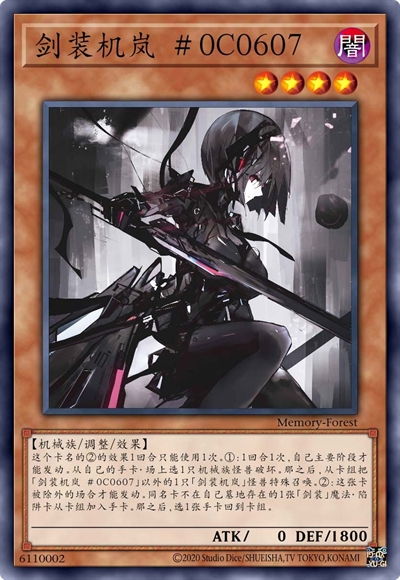 剑装机岚 ＃0C0607
闇
Memory-Forest
【机械族/调整/效果】
这个卡名的②的效果1回合只能使用1次。①:1回合1次，自己主要阶段才
能发动。从自己的手卡·场上选1只机械族怪兽破坏。那之后，从卡组把
「剑装机岚 ＃0C0607」以外的1只「剑装机岚」怪兽特殊召唤。②:这张卡
被除外的场合才能发动。同名卡不在自己墓地存在的1张「剑装」魔法·陷
阱卡从卡组加入手卡。那之后，选1张手卡回到卡组。
ATK/ 0 DEF/1800
6110002
©2020 Studio Dice/SHUEISHA,TV TOKYO,KONAMI